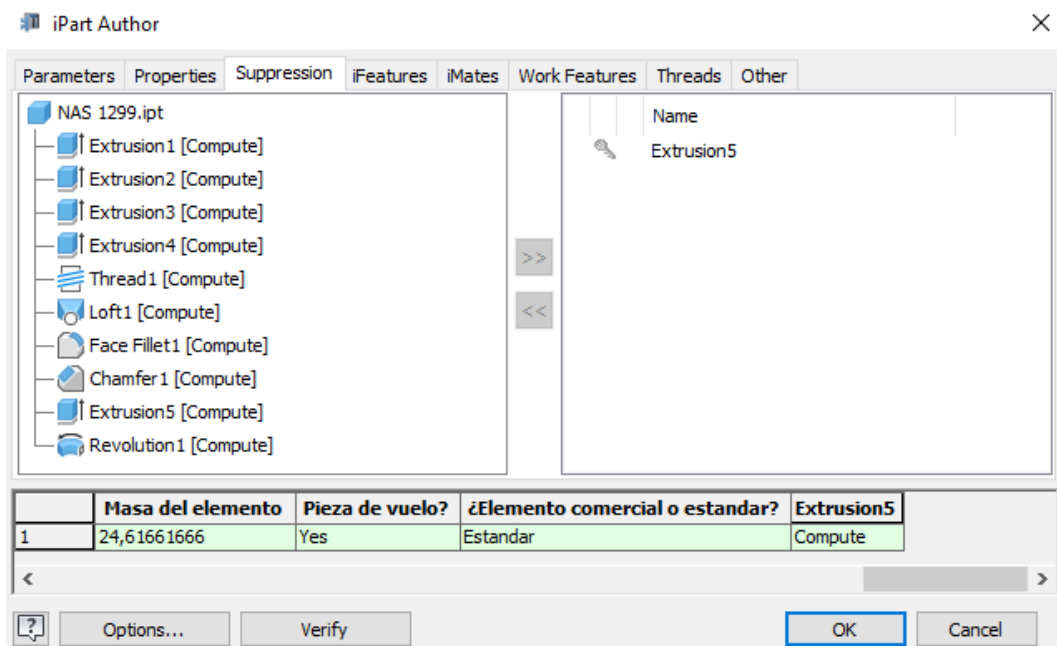 iPart Author
Parameters Properties Suppression iFeatures iMates Work Features Threads Other
NAS 1299.ipt
Extrusion1 [Compute]
Extrusion2 [Compute]
Extrusion3 [Compute]
Extrusion4 [Compute]
Thread1 [Compute]
Loft1 [Compute]
Face Fillet1 [Compute]
Chamfer1 [Compute]
Extrusion5 [Compute]
Revolution1 [Compute]
>>
<<
Name
Extrusion5
Masa del elemento Pieza de vuelo? ¿Elemento comercial o estandar? Extrusion5
1 24,61661666 Yes Estandar Compute
? Options... Verify OK Cancel